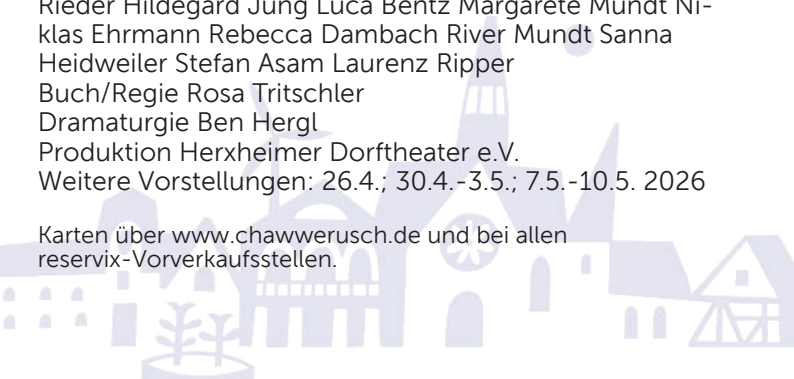 Rieder Hildegard Jung Luca Bentz Margarete Mundt Ni-
klas Ehrmann Rebecca Dambach River Mundt Sanna
Heidweiler Stefan Asam Laurenz Ripper
Buch/Regie Rosa Tritschler
Dramaturgie Ben Hergl
Produktion Herxheimer Dorftheater e.V.
Weitere Vorstellungen: 26.4.; 30.4.-3.5.; 7.5.-10.5. 2026
Karten über www.chawwerusch.de und bei allen
reservix-Vorverkaufsstellen.